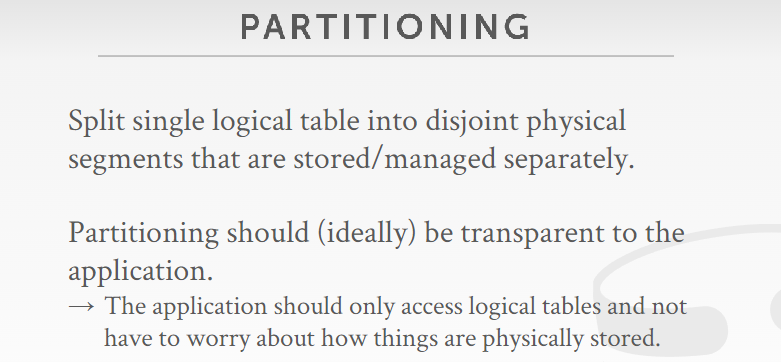 PARTITIONING
Split single logical table into disjoint physical
segments that are stored/managed separately.
Partitioning should (ideally) be transparent to the
application.
→ The application should only access logical tables and not
have to worry about how things are physically stored.